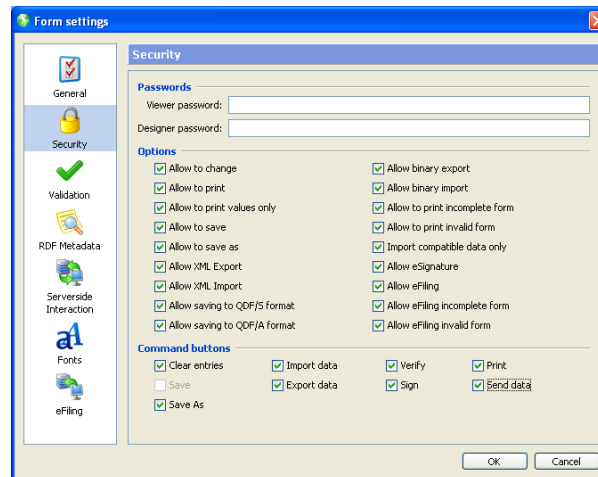 Form settings
Security
General
Security
Validation
RDF Metadata
Serverside
Interaction
Fonts
eFiling
Passwords
Viewer password:
Designer password:
Options
Allow to change
Allow binary export
Allow to print
Allow binary import
Allow to print values only
Allow to print incomplete form
Allow to save
Allow to print invalid form
Allow to save as
Import compatible data only
Allow XML Export
Allow eSignature
Allow XML Import
Allow eFiling
Allow saving to QDF/S format
Allow eFiling incomplete form
Allow saving to QDF/A format
Allow eFiling invalid form
Command buttons
Clear entries Import data Verify Print
Save Export data Sign Send data
Save As
OK Cancel